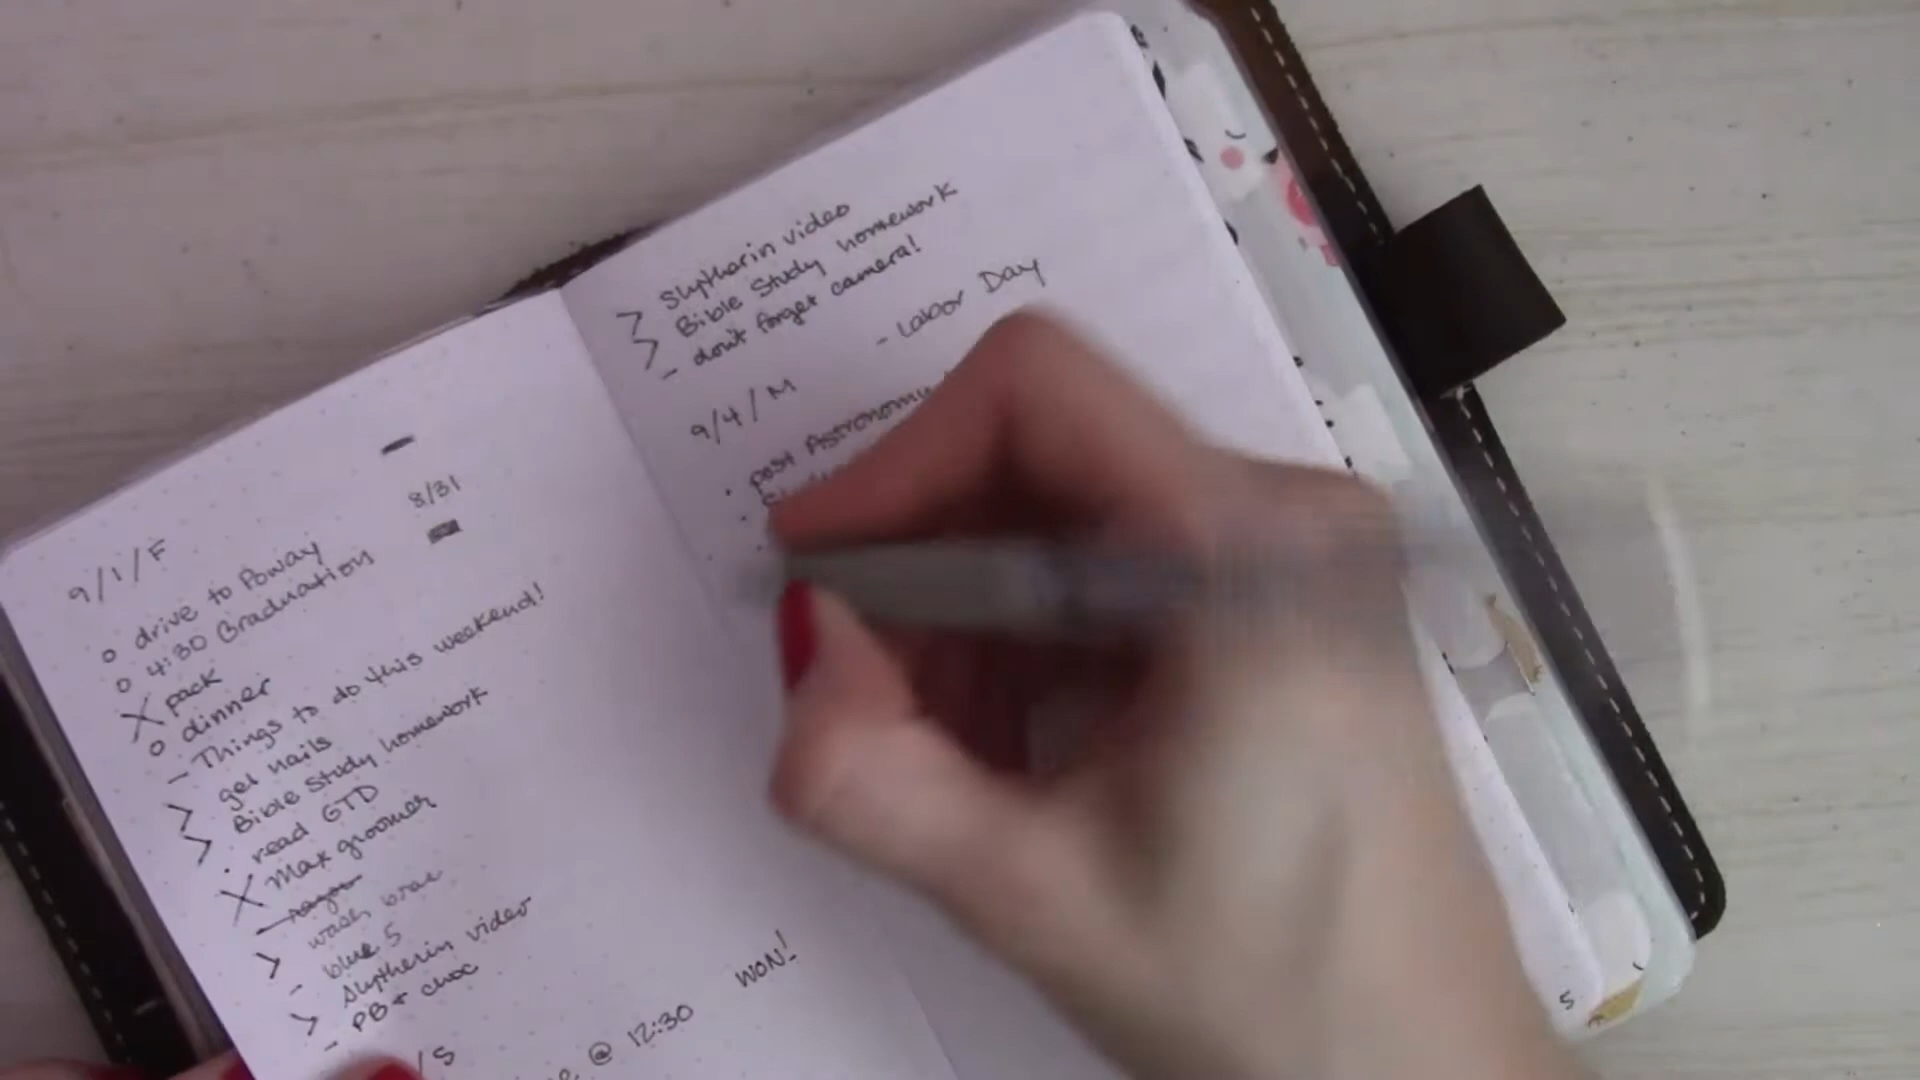 8/31
9/1/F
o drive to Poway
o 4:30 Graduation
X pack
o dinner
- Things to do this weekend!
> gel nails
> Bible Study homework
• read GTD
X Max groomer
> wash
- blue 5
> Slytherin video
- PB + choc
/S
@ 12:30 WON!
> Slytherin video
> Bible Study homework
- don't forget camera!
9/4/M - Labor Day
• post Astronomy
5